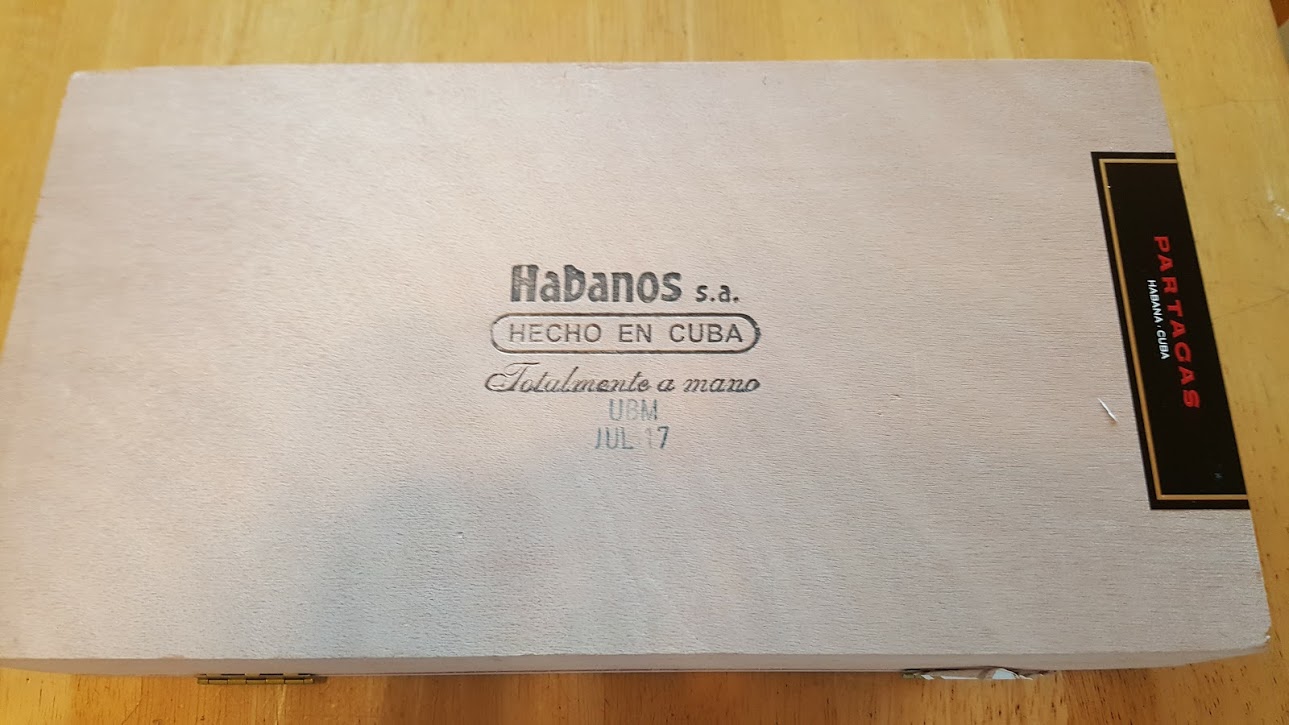 Habanos s.a.
HECHO EN CUBA
Totalmente a mano
UBM
JUL 17
PARTAGAS
HABANA · CUBA